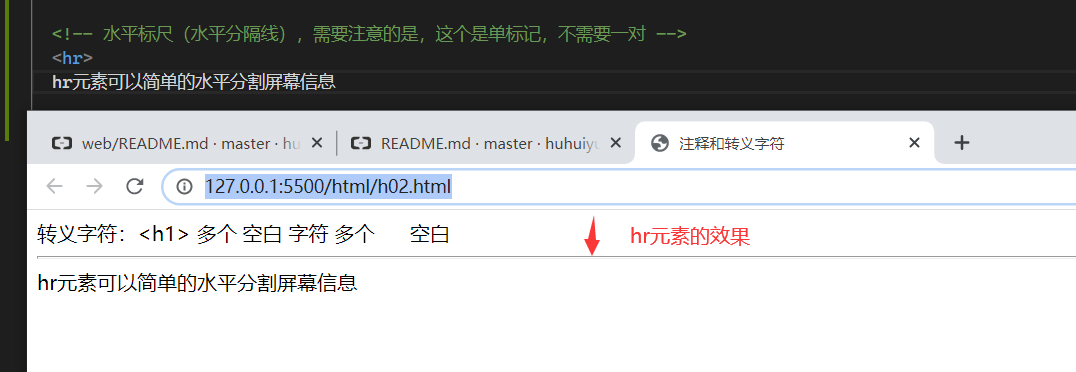 <!-- 水平标尺（水平分隔线），需要注意的是，这个是单标记，不需要一对 -->
<hr>
hr元素可以简单的水平分割屏幕信息
web/README.md · master · hu
README.md · master · huhuiyu
注释和转义字符
127.0.0.1:5500/html/h02.html
转义字符：<h1> 多个 空白 字符 多个      空白
hr元素的效果
hr元素可以简单的水平分割屏幕信息